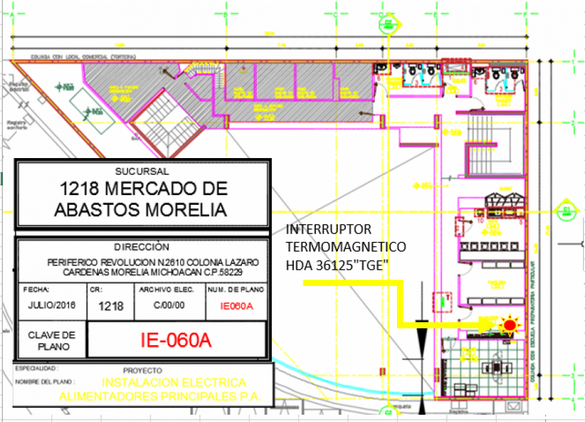 COLINDA CON LOCAL COMERCIAL (TORTERIA)
SUCURSAL
1218 MERCADO DE
ABASTOS MORELIA
DIRECCIÓN
PERIFERICO REVOLUCION N.2610 COLONIA LAZARO
CARDENAS MORELIA MICHOACAN C.P.58229
FECHA: CR: ARCHIVO ELEC. NUM. DE PLANO
JULIO/2016 1218 C/00/00 IE060A
CLAVE DE
PLANO
IE-060A
ESPECIALIDAD : PROYECTO
NOMBRE DEL PLANO : INSTALACION ELECTRICA
ALIMENTADORES PRINCIPALES P.A
INTERRUPTOR
TERMOMAGNETICO
HDA 36125"TGE"
COLINDA CON ESCUELA PREPARATORIA PARTICULAR